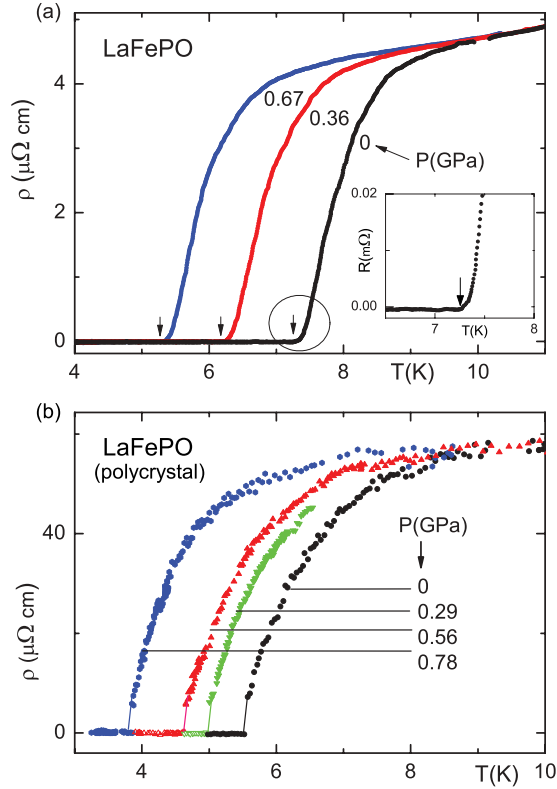 (a)
LaFePO
0.67
0.36
0
P(GPa)
0.02
R(mΩ)
0.00
7
8
T(K)
4
2
0
ρ (μΩ cm)
4
6
8
T(K)
10
(b)
LaFePO
(polycrystal)
P(GPa)
0
0.29
0.56
0.78
40
0
ρ (μΩ cm)
4
6
8
T(K)
10